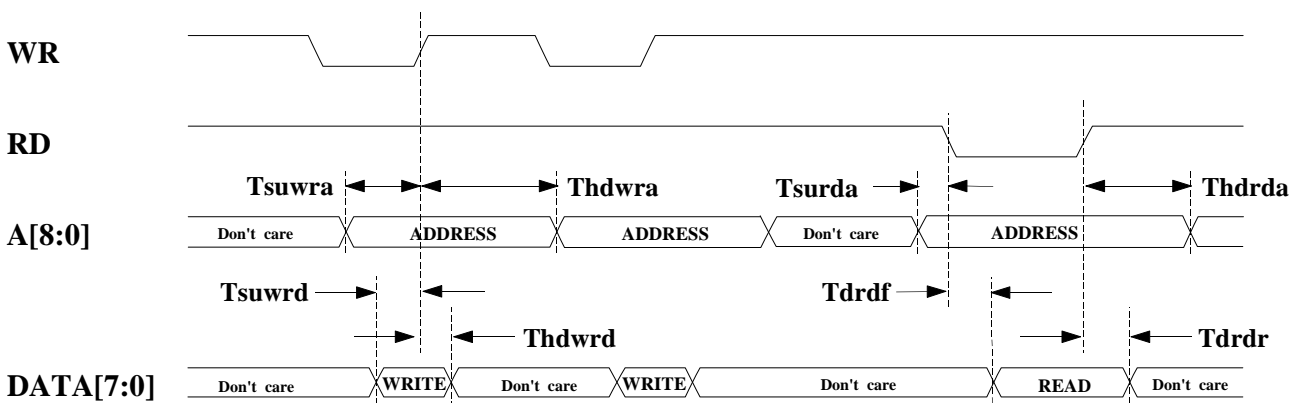 WR
RD
Tsuwra Thdwra Tsurda Thdrda
A[8:0] Don't care ADDRESS ADDRESS Don't care ADDRESS
Tsuwrd Tdrdf
Thdwrd Tdrdr
DATA[7:0] Don't care WRITE Don't care WRITE Don't care READ Don't care